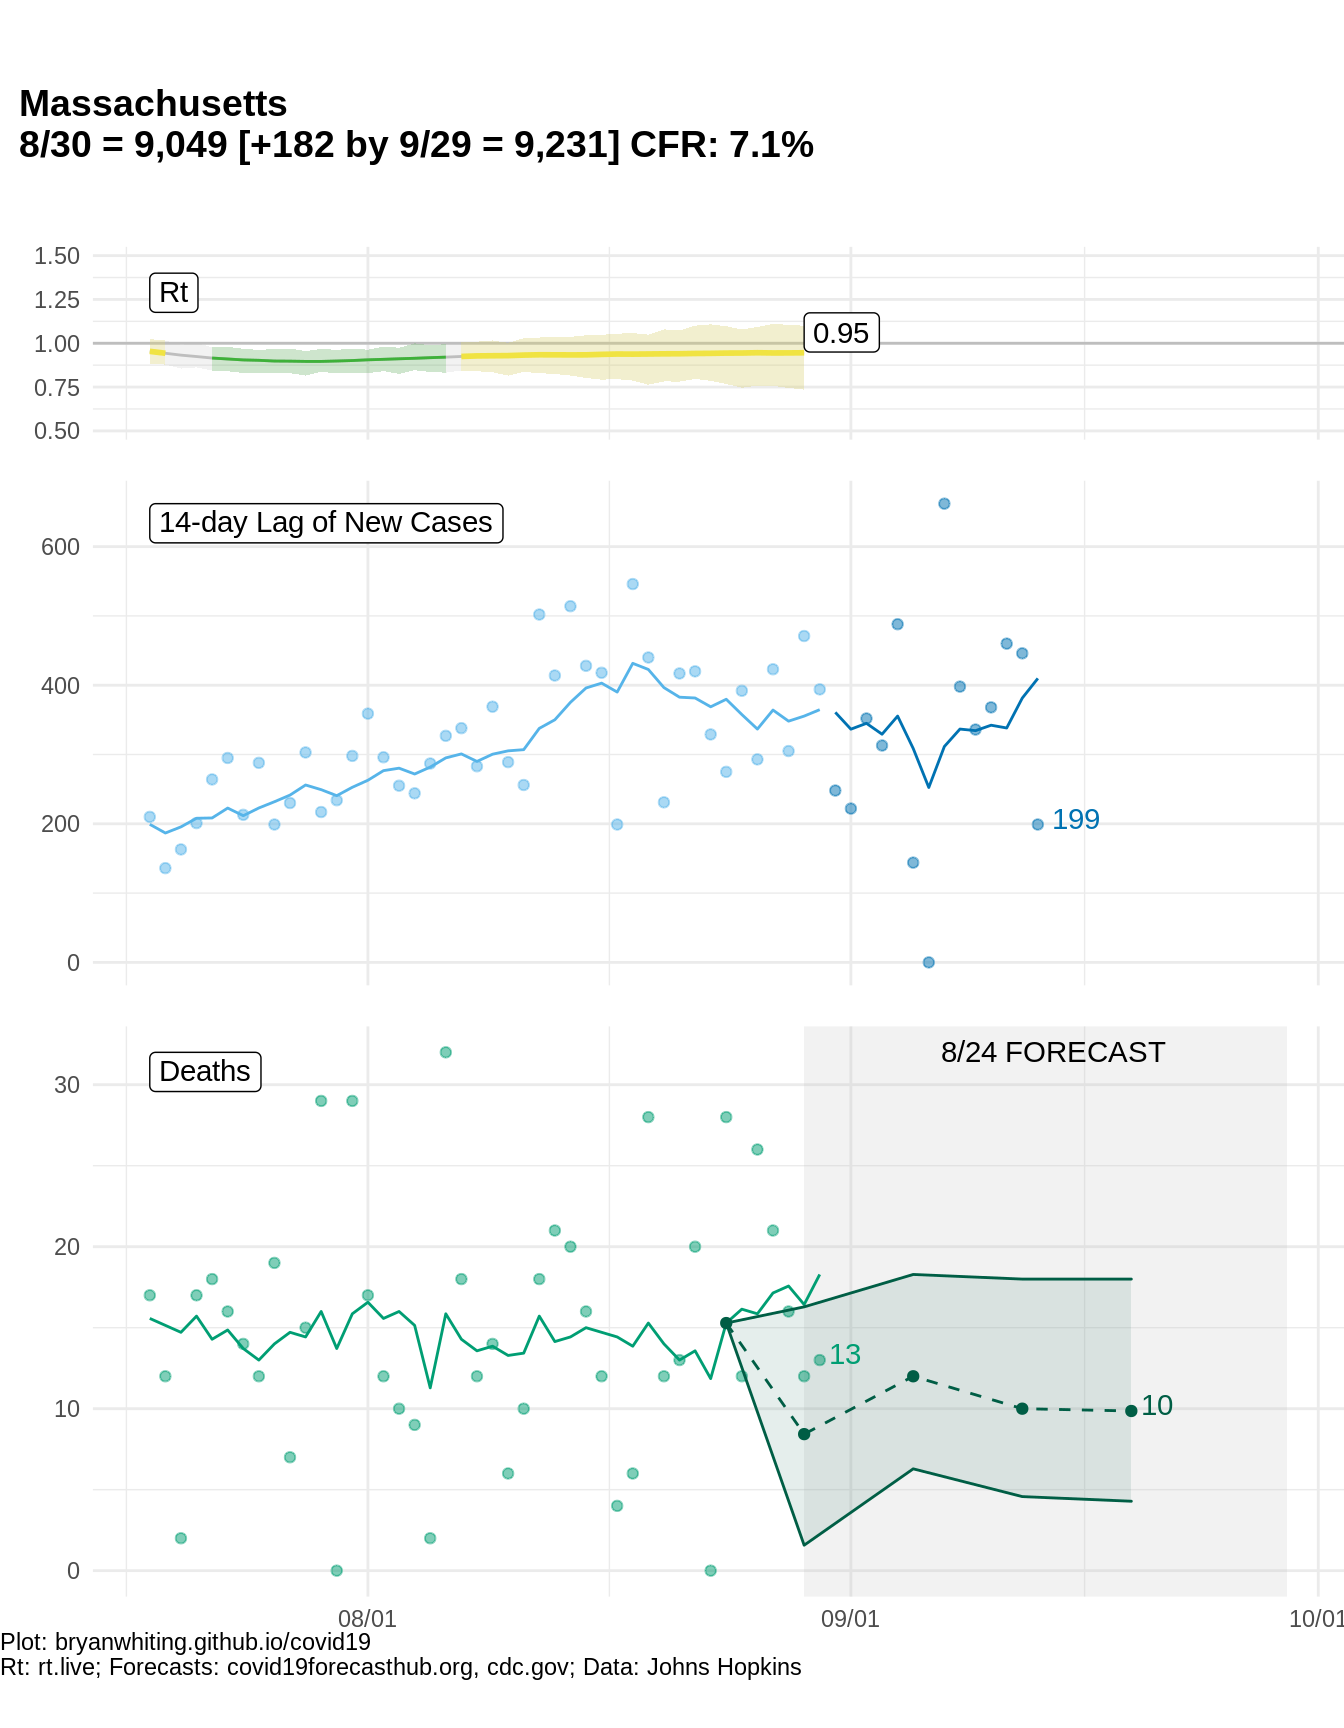 Massachusetts
8/30 = 9,049 [+182 by 9/29 = 9,231] CFR: 7.1%
1.50
1.25
1.00
0.75
0.50
Rt
0.95
14-day Lag of New Cases
600
400
200
0
199
Deaths
8/24 FORECAST
30
20
10
0
13
10
08/01
09/01
10/01
Plot: bryanwhiting.github.io/covid19
Rt: rt.live; Forecasts: covid19forecasthub.org, cdc.gov; Data: Johns Hopkins